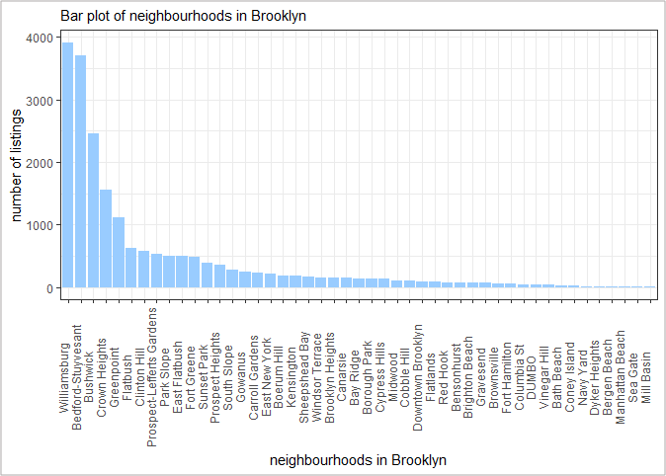 Bar plot of neighbourhoods in Brooklyn
number of listings
4000
3000
2000
1000
0
Williamsburg
Bedford-Stuyvesant
Bushwick
Crown Heights
Greenpoint
Flatbush
Clinton Hill
Prospect-Lefferts Gardens
Park Slope
East Flatbush
Fort Greene
Sunset Park
Prospect Heights
South Slope
Gowanus
Carroll Gardens
East New York
Boerum Hill
Kensington
Sheepshead Bay
Windsor Terrace
Brooklyn Heights
Canarsie
Bay Ridge
Borough Park
Cypress Hills
Midwood
Cobble Hill
Downtown Brooklyn
Flatlands
Red Hook
Bensonhurst
Brighton Beach
Gravesend
Brownsville
Fort Hamilton
Columbia St
DUMBO
Vinegar Hill
Bath Beach
Coney Island
Navy Yard
Dyker Heights
Bergen Beach
Manhattan Beach
Sea Gate
Mill Basin
neighbourhoods in Brooklyn